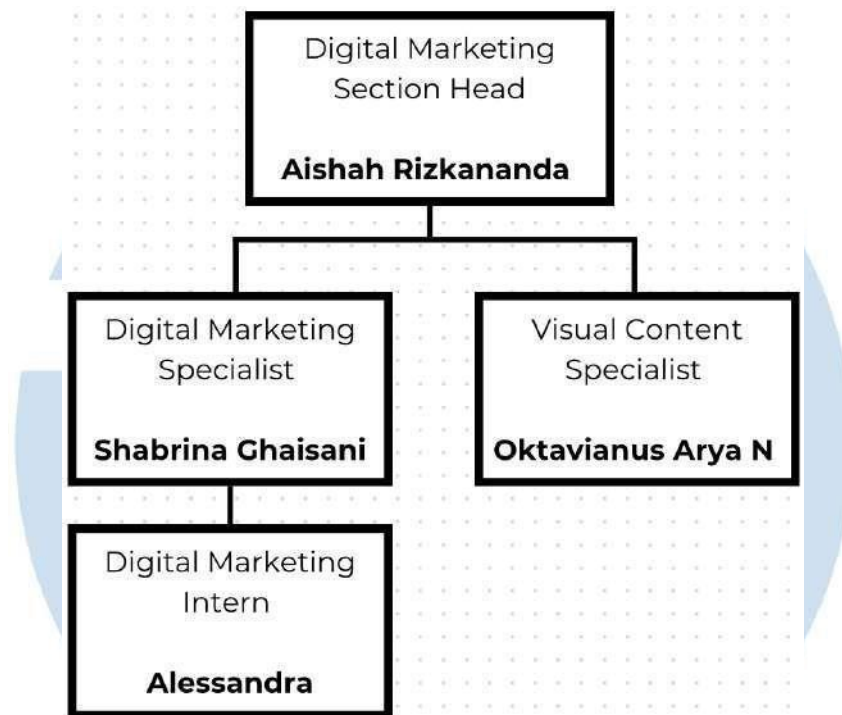 Digital Marketing
Section Head
Aishah Rizkananda
Digital Marketing
Specialist
Shabrina Ghaisani
Visual Content
Specialist
Oktavianus Arya N
Digital Marketing
Intern
Alessandra